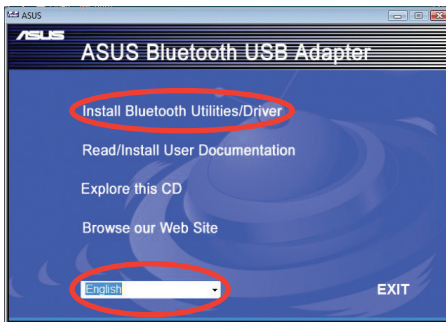 ASUS
ASUS
ASUS Bluetooth USB Adapter
Install Bluetooth Utilities/Driver
Read/Install User Documentation
Explore this CD
Browse our Web Site
English
EXIT